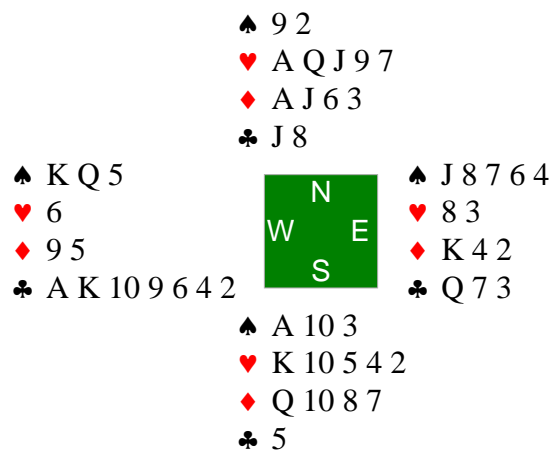 ♠ 9 2
♥ A Q J 9 7
♦ A J 6 3
♣ J 8
♠ K Q 5
♥ 6
♦ 9 5
♣ A K 10 9 6 4 2
N
W E
S
♠ J 8 7 6 4
♥ 8 3
♦ K 4 2
♣ Q 7 3
♠ A 10 3
♥ K 10 5 4 2
♦ Q 10 8 7
♣ 5